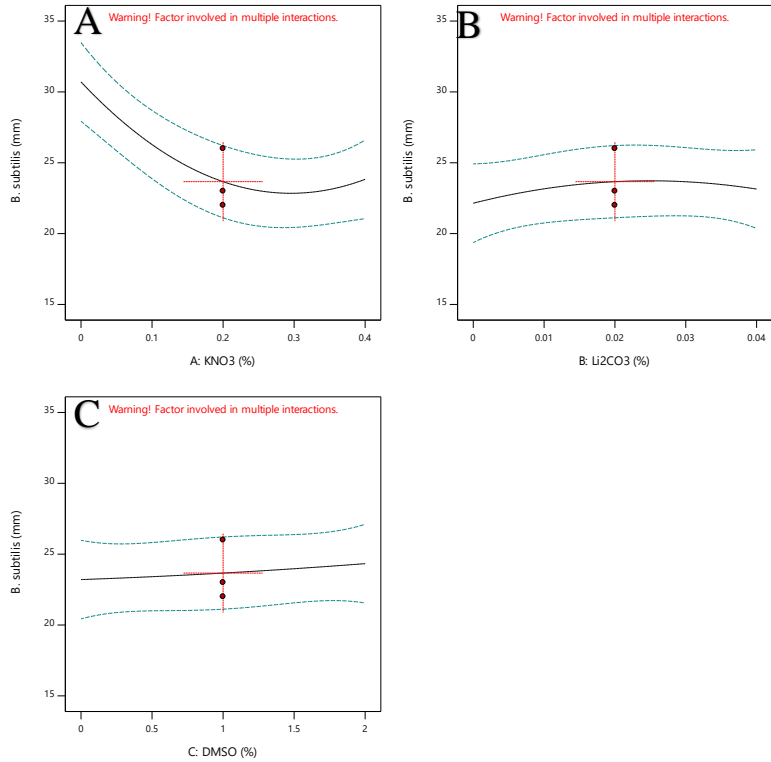 A
Warning! Factor involved in multiple interactions.
35
30
25
20
15
B. subtilis (mm)
0
0.1
0.2
0.3
0.4
A: KNO3 (%)
B
Warning! Factor involved in multiple interactions.
35
30
25
20
15
B. subtilis (mm)
0
0.01
0.02
0.03
0.04
B: Li2CO3 (%)
C
Warning! Factor involved in multiple interactions.
35
30
25
20
15
B. subtilis (mm)
0
0.5
1
1.5
2
C: DMSO (%)